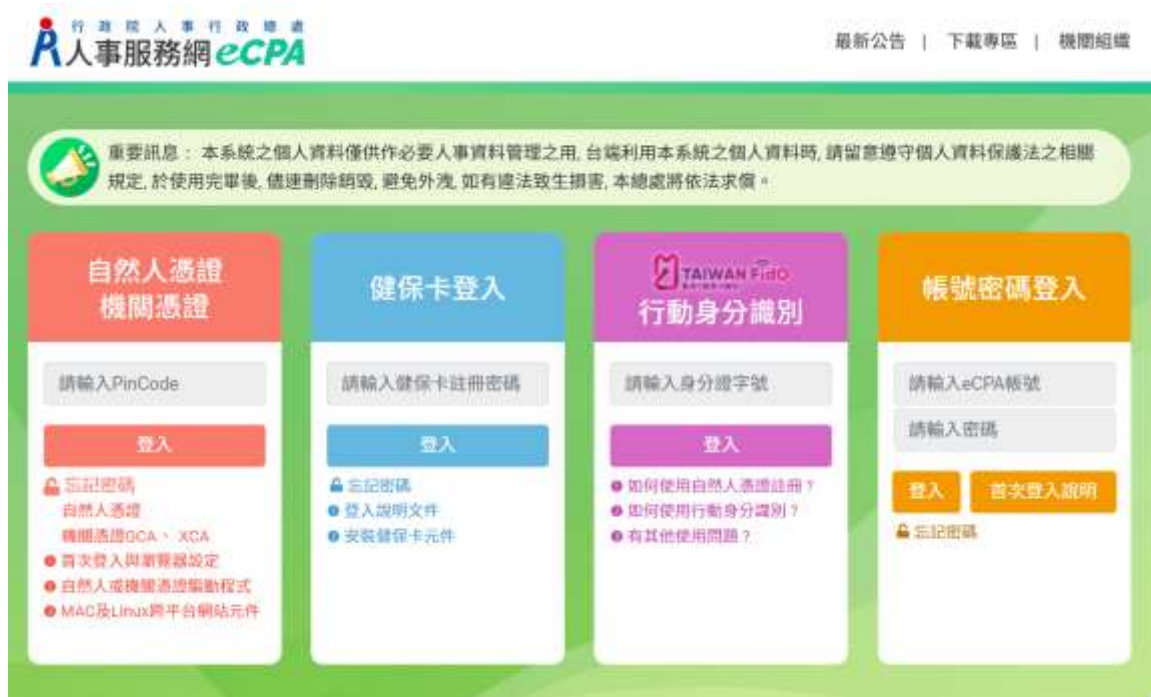 行政院人事行政總處
人事服務網eCPA
最新公告 | 下載專區 | 機關組織
重要訊息： 本系統之個人資料僅供作必要人事資料管理之用, 台端利用本系統之個人資料時, 請留意遵守個人資料保護法之相關
規定, 於使用完畢後, 儘速刪除銷毀, 避免外洩, 如有違法致生損害, 本總處將依法求償。
自然人憑證
機關憑證
請輸入PinCode
登入
忘記密碼
自然人憑證
機關憑證GCA、 XCA
首次登入與瀏覽器設定
自然人或機關憑證驅動程式
MAC及Linux跨平台網站元件
健保卡登入
請輸入健保卡註冊密碼
登入
忘記密碼
登入說明文件
安裝健保卡元件
TAIWAN FidO
行動身分識別
請輸入身分證字號
登入
如何使用自然人憑證註冊？
如何使用行動身分識別？
有其他使用問題？
帳號密碼登入
請輸入eCPA帳號
請輸入密碼
登入
首次登入說明
忘記密碼